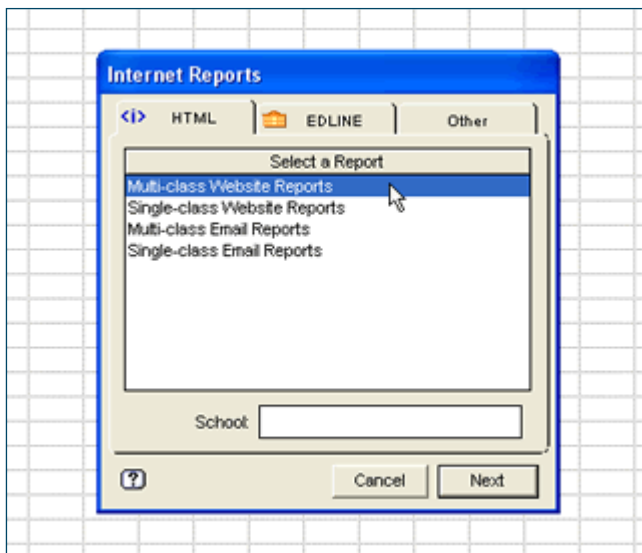 Internet Reports
<i> HTML EDLINE Other
Select a Report
Multi-class Website Reports
Single-class Website Reports
Multi-class Email Reports
Single-class Email Reports
School:
? Cancel Next